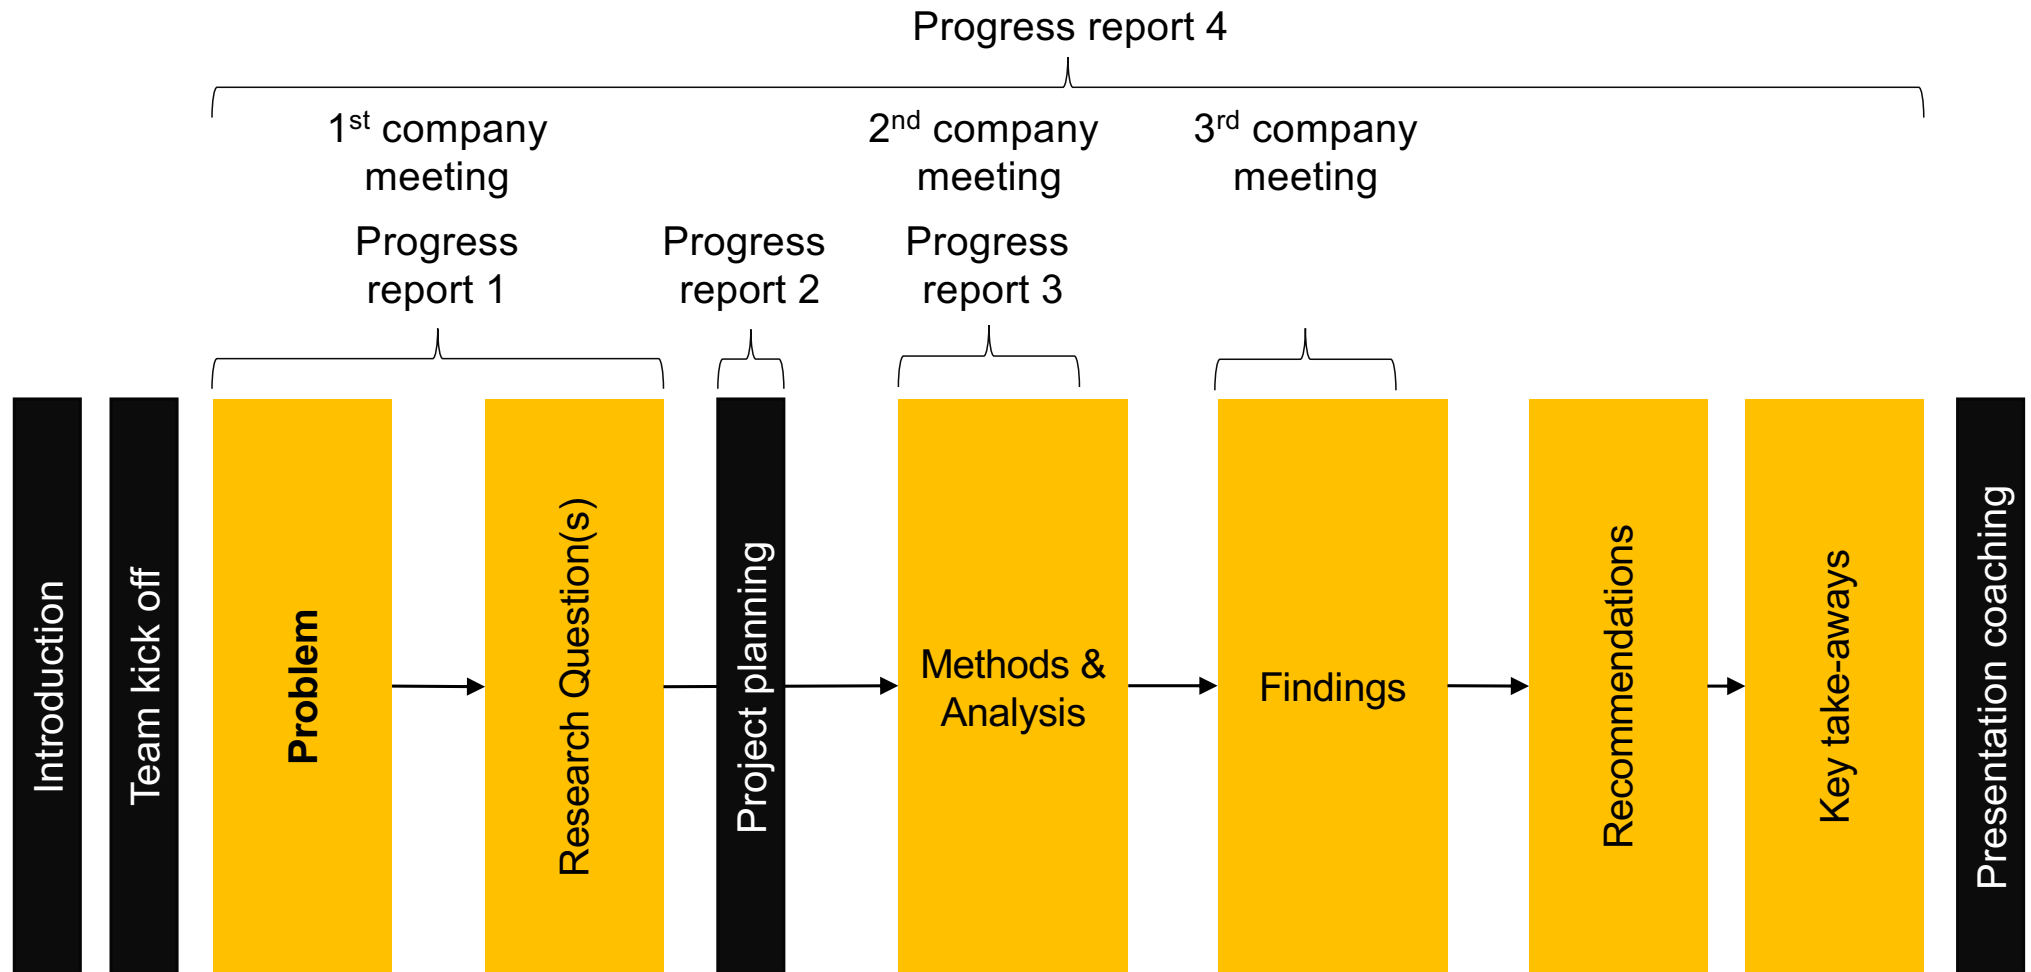 Progress report 4
1st company
meeting
2nd company
meeting
3rd company
meeting
Progress
report 1
Progress
report 2
Progress
report 3
Introduction
Team kick off
Problem
Research Question(s)
Project planning
Methods &
Analysis
Findings
Recommendations
Key take-aways
Presentation coaching